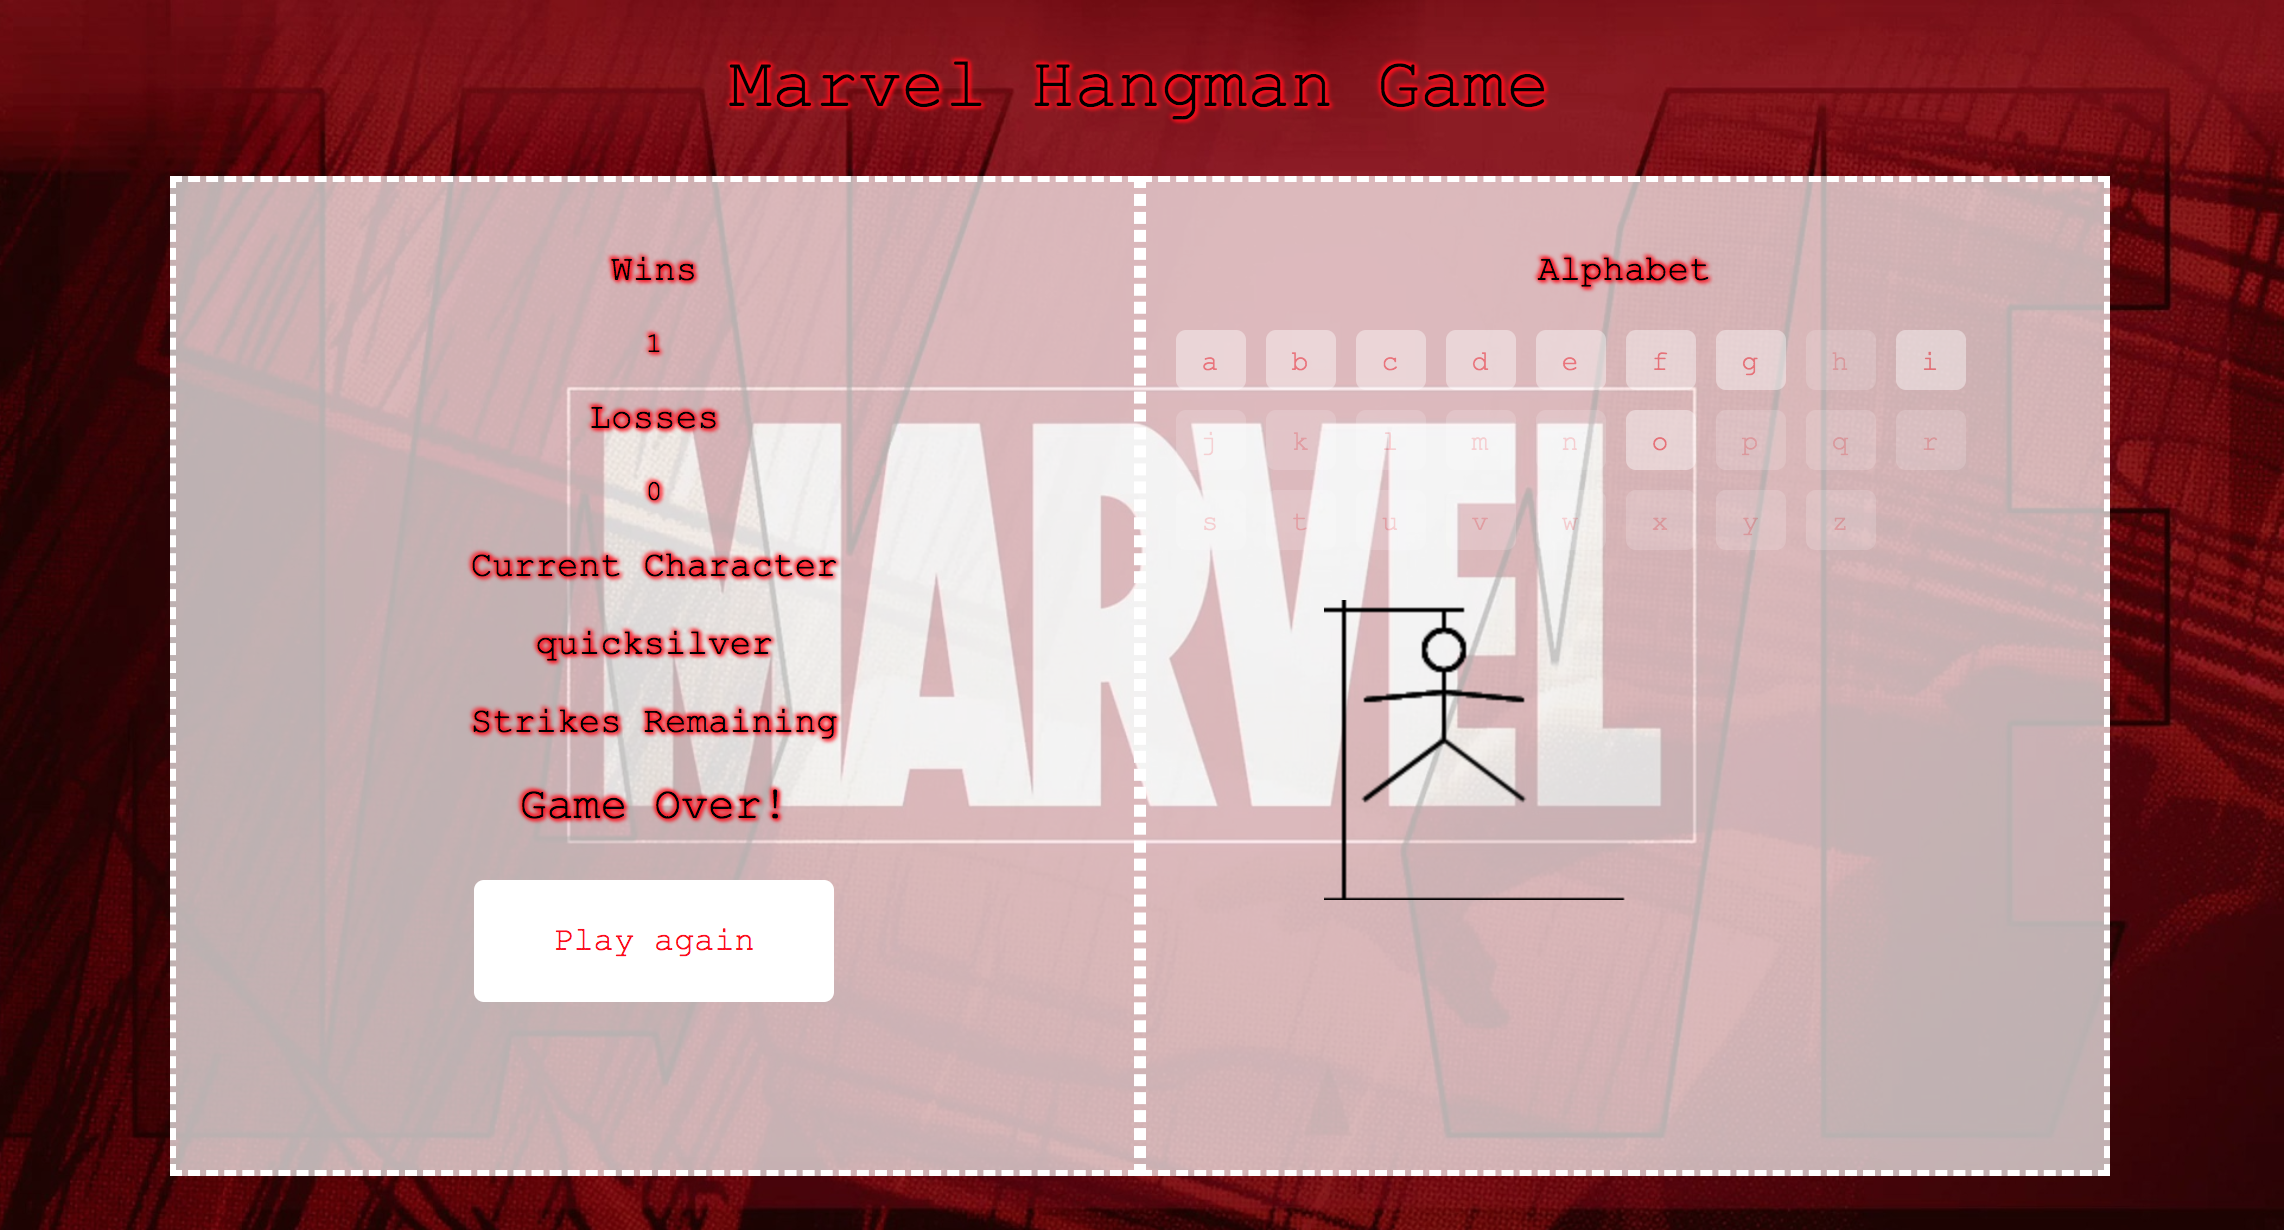 Marvel Hangman Game
Wins
1
Losses
0
Current Character
quicksilver
Strikes Remaining
Game Over!
Play again
Alphabet
a b c d e f g h i
j k l m n o p q r
s t u v w x y z
MARVEL